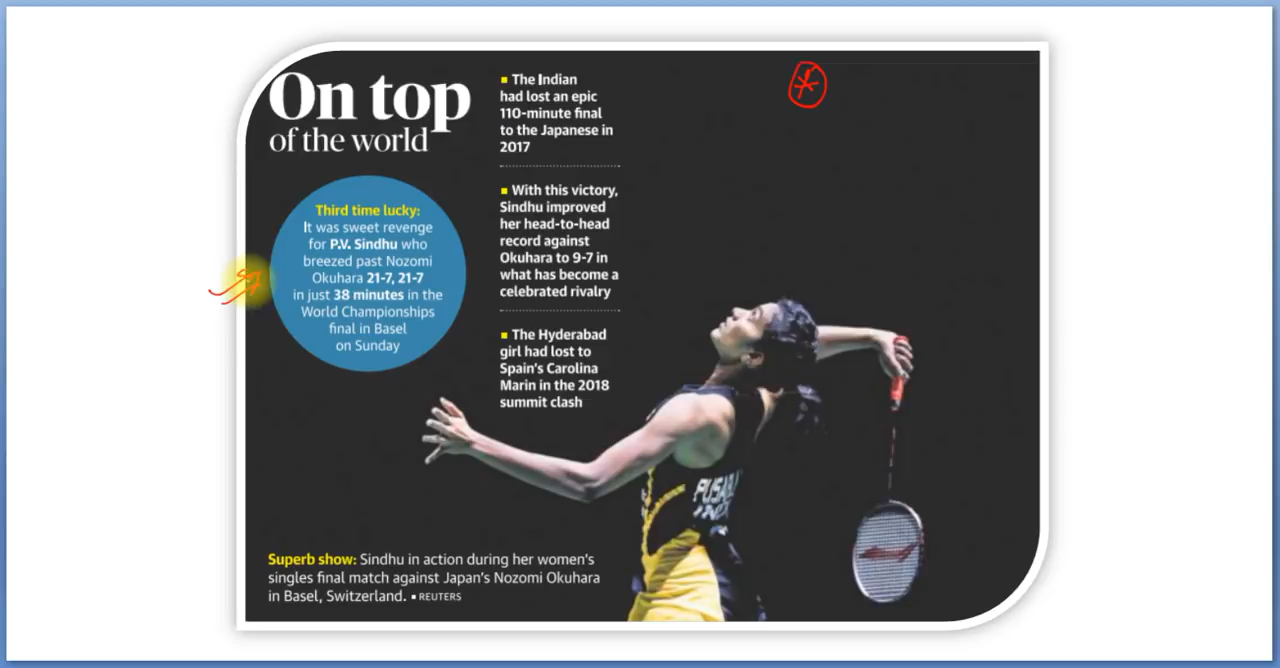 On top
of the world
Third time lucky:
It was sweet revenge
for P.V. Sindhu who
breezed past Nozomi
Okuhara 21-7, 21-7
in just 38 minutes in the
World Championships
final in Basel
on Sunday
■ The Indian
had lost an epic
110-minute final
to the Japanese in
2017
■ With this victory,
Sindhu improved
her head-to-head
record against
Okuhara to 9-7 in
what has become a
celebrated rivalry
■ The Hyderabad
girl had lost to
Spain's Carolina
Marin in the 2018
summit clash
Superb show: Sindhu in action during her women's
singles final match against Japan's Nozomi Okuhara
in Basel, Switzerland. ▪ REUTERS